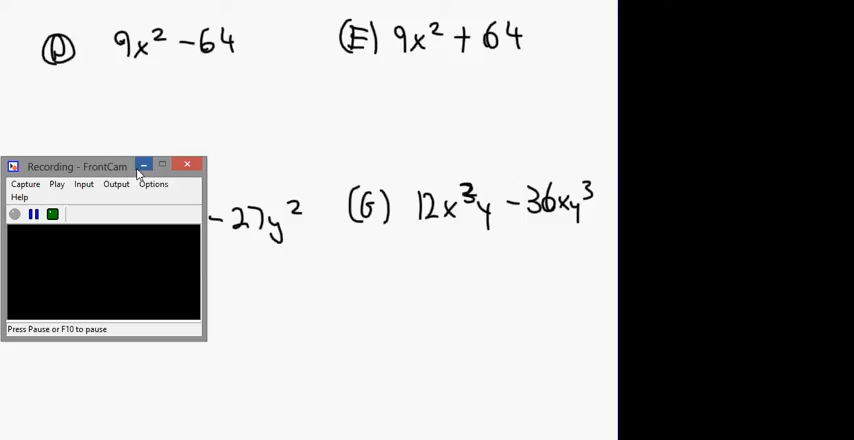 (D) 9x² - 64
(E) 9x² + 64
Recording - FrontCam
Capture Play Input Output Options
Help
Press Pause or F10 to pause
- 27y²
(G) 12x³y - 36xy³